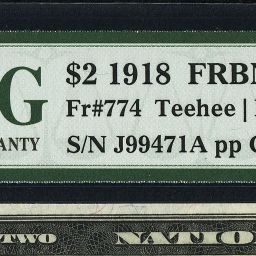 $2 1918 FRBN
G Fr#774 Teehee |
ANTY S/N J99471A pp C
TWO NATIO